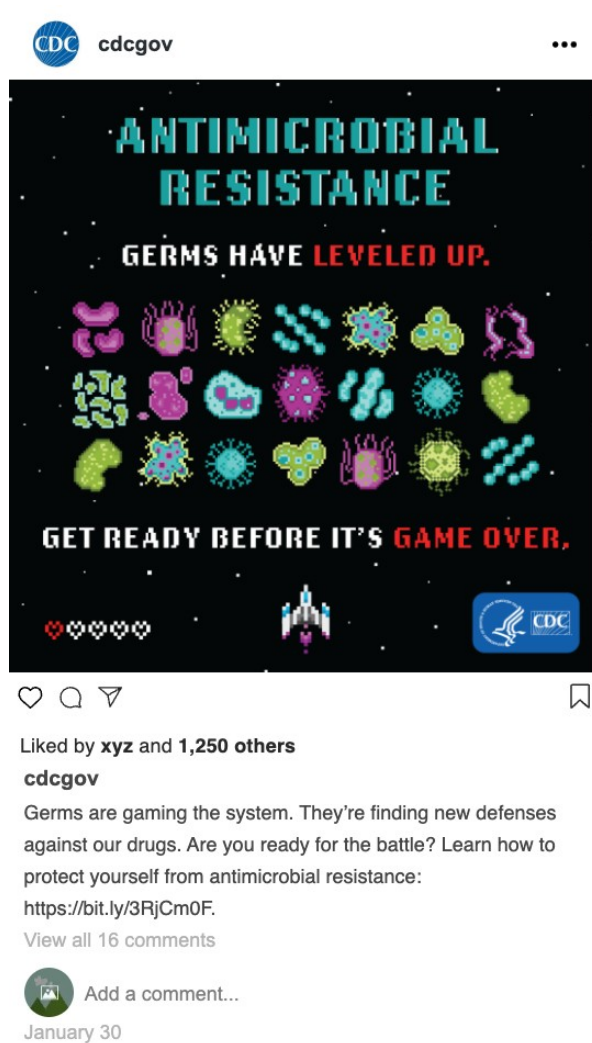 CDC cdcgov
ANTIMICROBIAL
RESISTANCE
GERMS HAVE LEVELED UP.
GET READY BEFORE IT'S GAME OVER.
CDC
Liked by xyz and 1,250 others
cdcgov
Germs are gaming the system. They're finding new defenses
against our drugs. Are you ready for the battle? Learn how to
protect yourself from antimicrobial resistance:
https://bit.ly/3RjCm0F.
View all 16 comments
Add a comment...
January 30